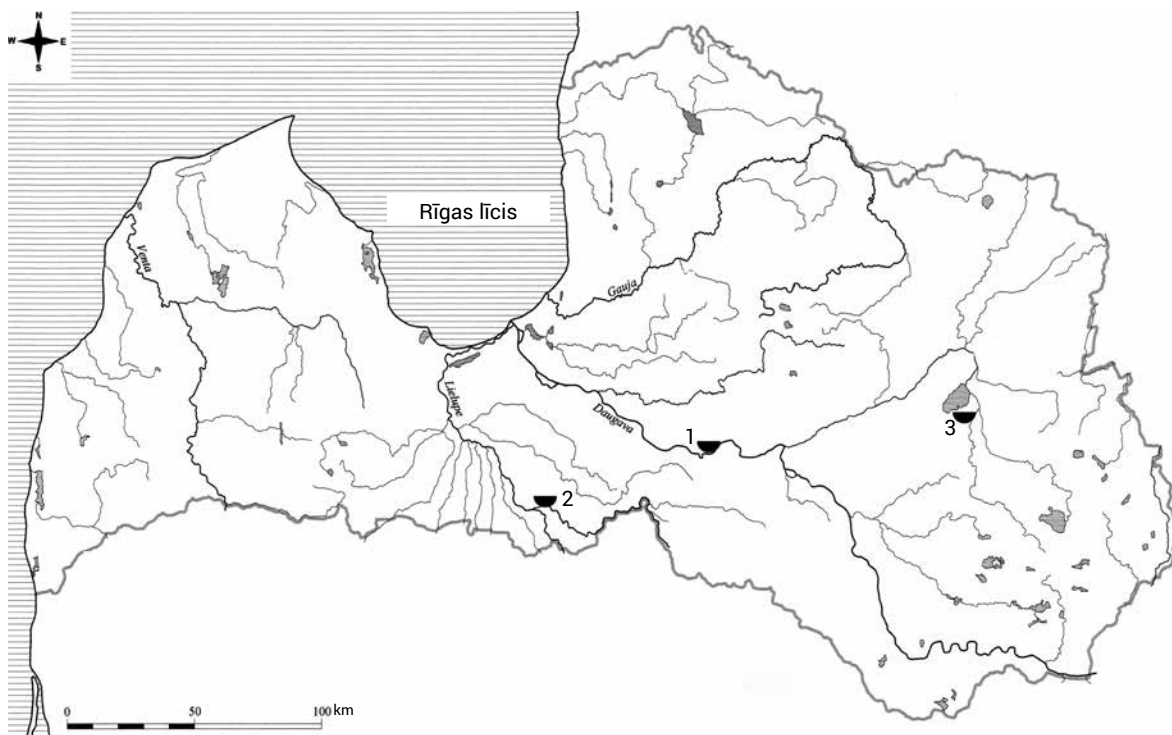 N
W E
S
Rīgas līcis
Venta
Gauja
Lielupe
Daugava
1
3
2
0 50 100 km